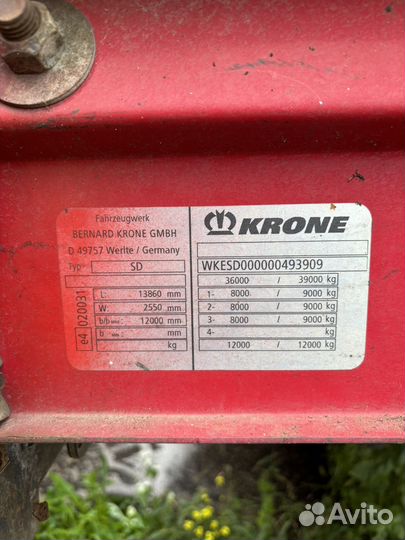 Fahrzeugwerk
BERNARD KRONE GMBH
D 49757 Werlte / Germany
Typ SD
e4 020031
L: 13860 mm
W: 2550 mm
b/b min: 12000 mm
b mm
kg
KRONE
WKESD000000493909
36000 / 39000 kg
1- 8000 / 9000 kg
2- 8000 / 9000 kg
3- 8000 / 9000 kg
4- kg
12000 / 12000 kg
Avito